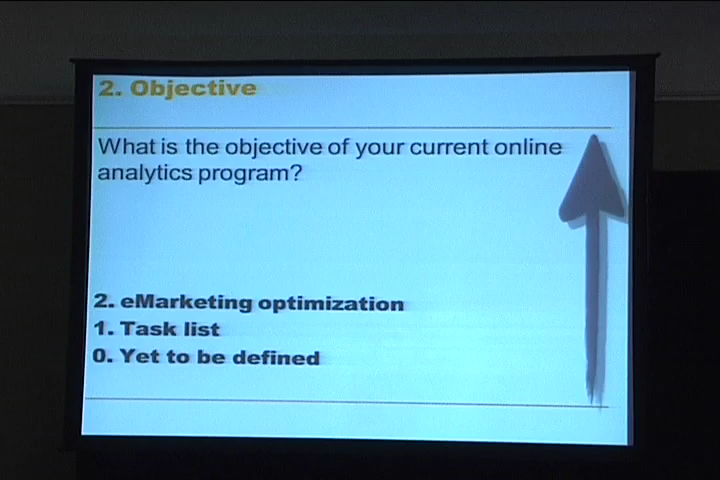 2. Objective
What is the objective of your current online
analytics program?
2. eMarketing optimization
1. Task list
0. Yet to be defined